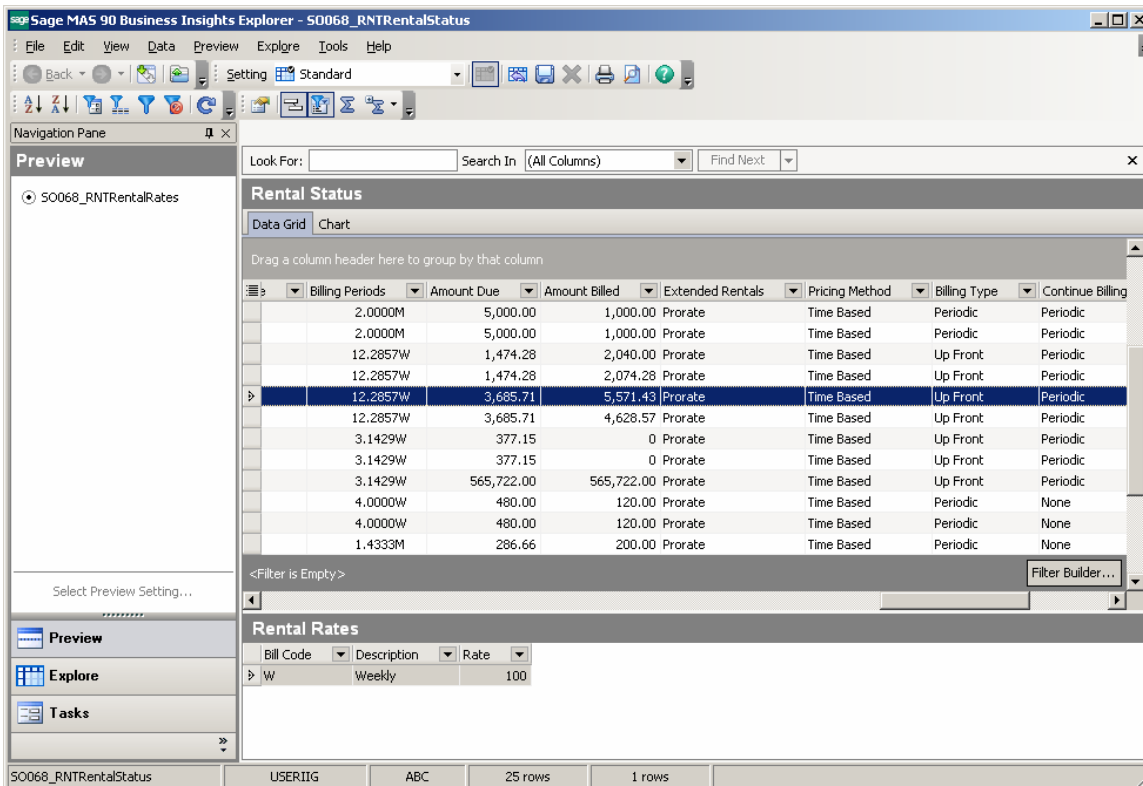 sage Sage MAS 90 Business Insights Explorer - SO068_RNTRentalStatus
File Edit View Data Preview Explore Tools Help
Back Setting Standard
Navigation Pane
Preview
SO068_RNTRentalRates
Select Preview Setting...
Preview
Explore
Tasks
Look For: Search In (All Columns) Find Next
Rental Status
Data Grid Chart
Drag a column header here to group by that column
Billing Periods Amount Due Amount Billed Extended Rentals Pricing Method Billing Type Continue Billing
2.0000M 5,000.00 1,000.00 Prorate Time Based Periodic Periodic
2.0000M 5,000.00 1,000.00 Prorate Time Based Periodic Periodic
12.2857W 1,474.28 2,040.00 Prorate Time Based Up Front Periodic
12.2857W 1,474.28 2,074.28 Prorate Time Based Up Front Periodic
12.2857W 3,685.71 5,571.43 Prorate Time Based Up Front Periodic
12.2857W 3,685.71 4,628.57 Prorate Time Based Up Front Periodic
3.1429W 377.15 0 Prorate Time Based Up Front Periodic
3.1429W 377.15 0 Prorate Time Based Up Front Periodic
3.1429W 565,722.00 565,722.00 Prorate Time Based Up Front Periodic
4.0000W 480.00 120.00 Prorate Time Based Periodic None
4.0000W 480.00 120.00 Prorate Time Based Periodic None
1.4333M 286.66 200.00 Prorate Time Based Periodic None
<Filter is Empty> Filter Builder...
Rental Rates
Bill Code Description Rate
W Weekly 100
SO068_RNTRentalStatus USERIIG ABC 25 rows 1 rows